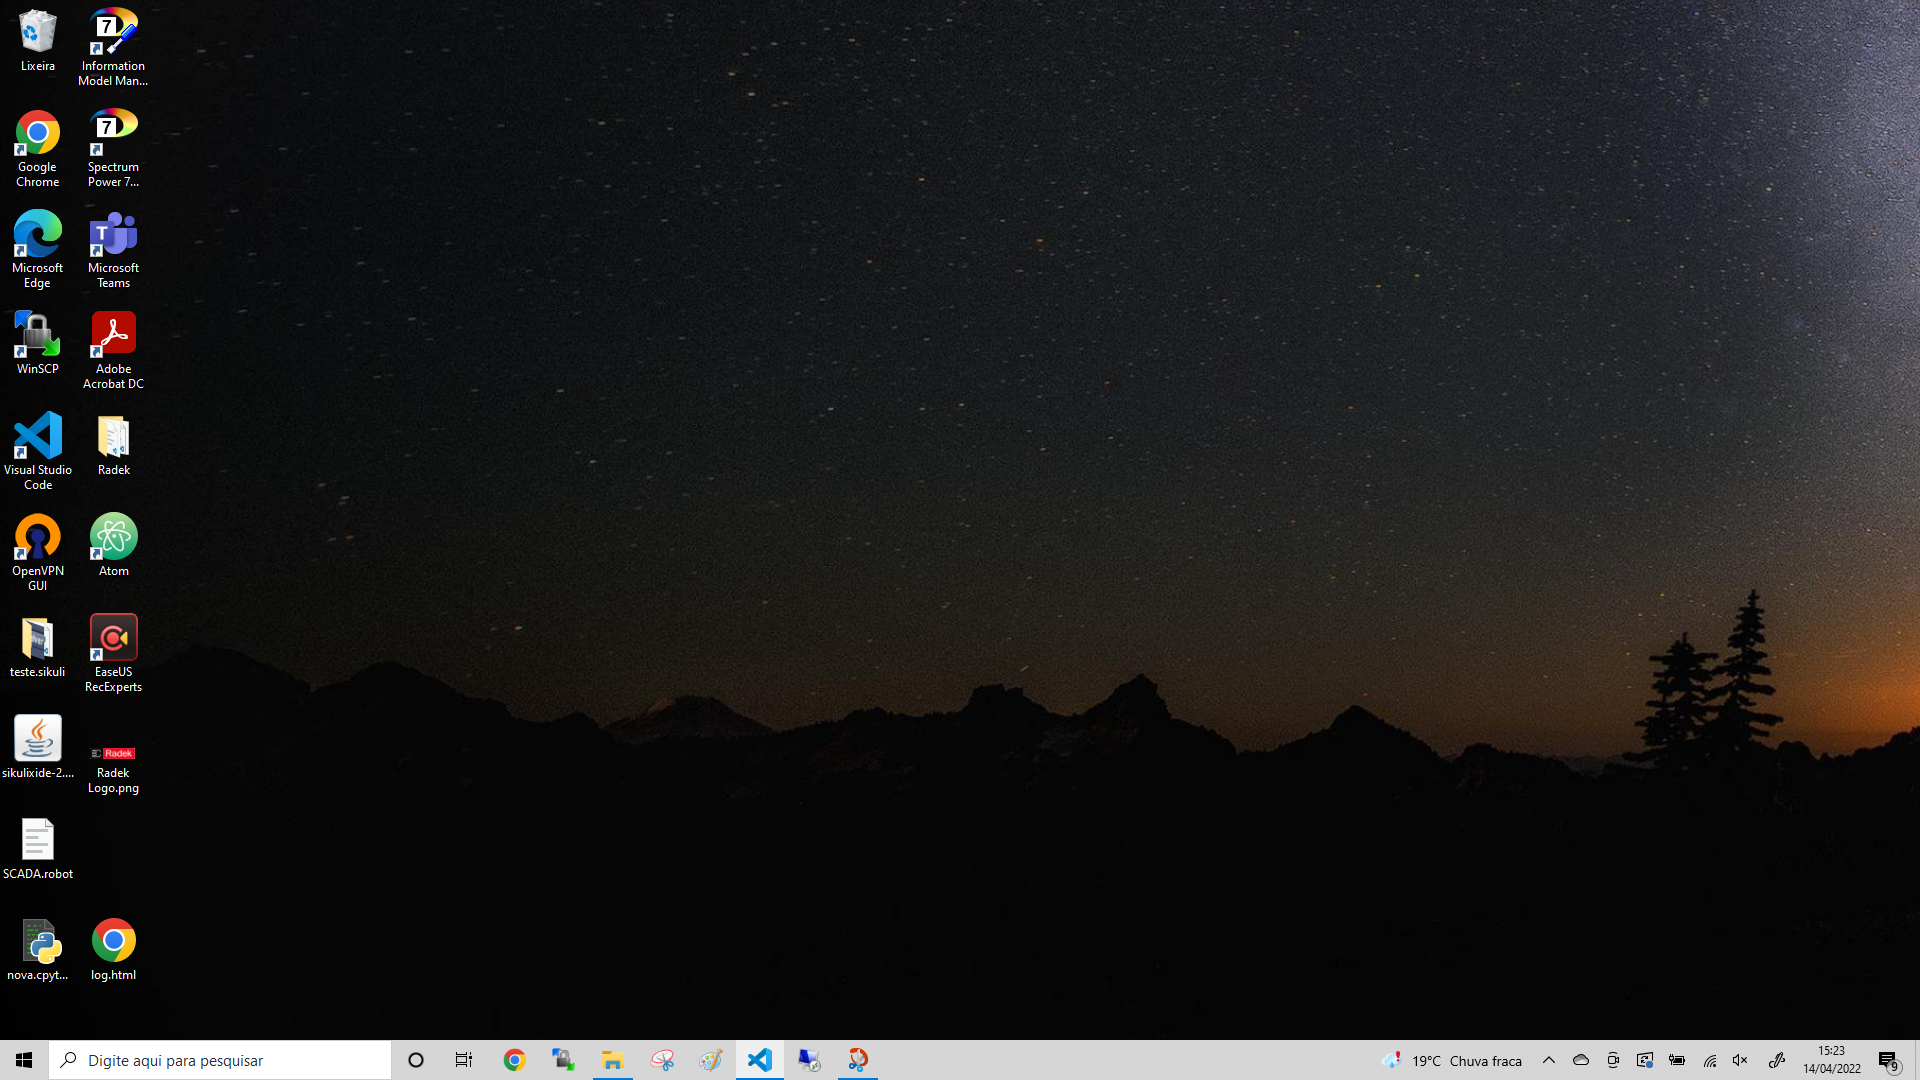 Lixeira
Information
Model Man...
7
Google
Chrome
Spectrum
Power 7...
7
Microsoft
Edge
Microsoft
Teams
T
WinSCP
Adobe
Acrobat DC
Visual Studio
Code
Radek
OpenVPN
GUI
Atom
teste.sikuli
EaseUS
RecExperts
sikulixide-2....
Radek
Radek
Logo.png
SCADA.robot
nova.cpyt...
log.html
Digite aqui para pesquisar
19°C Chuva fraca
15:23
14/04/2022
9